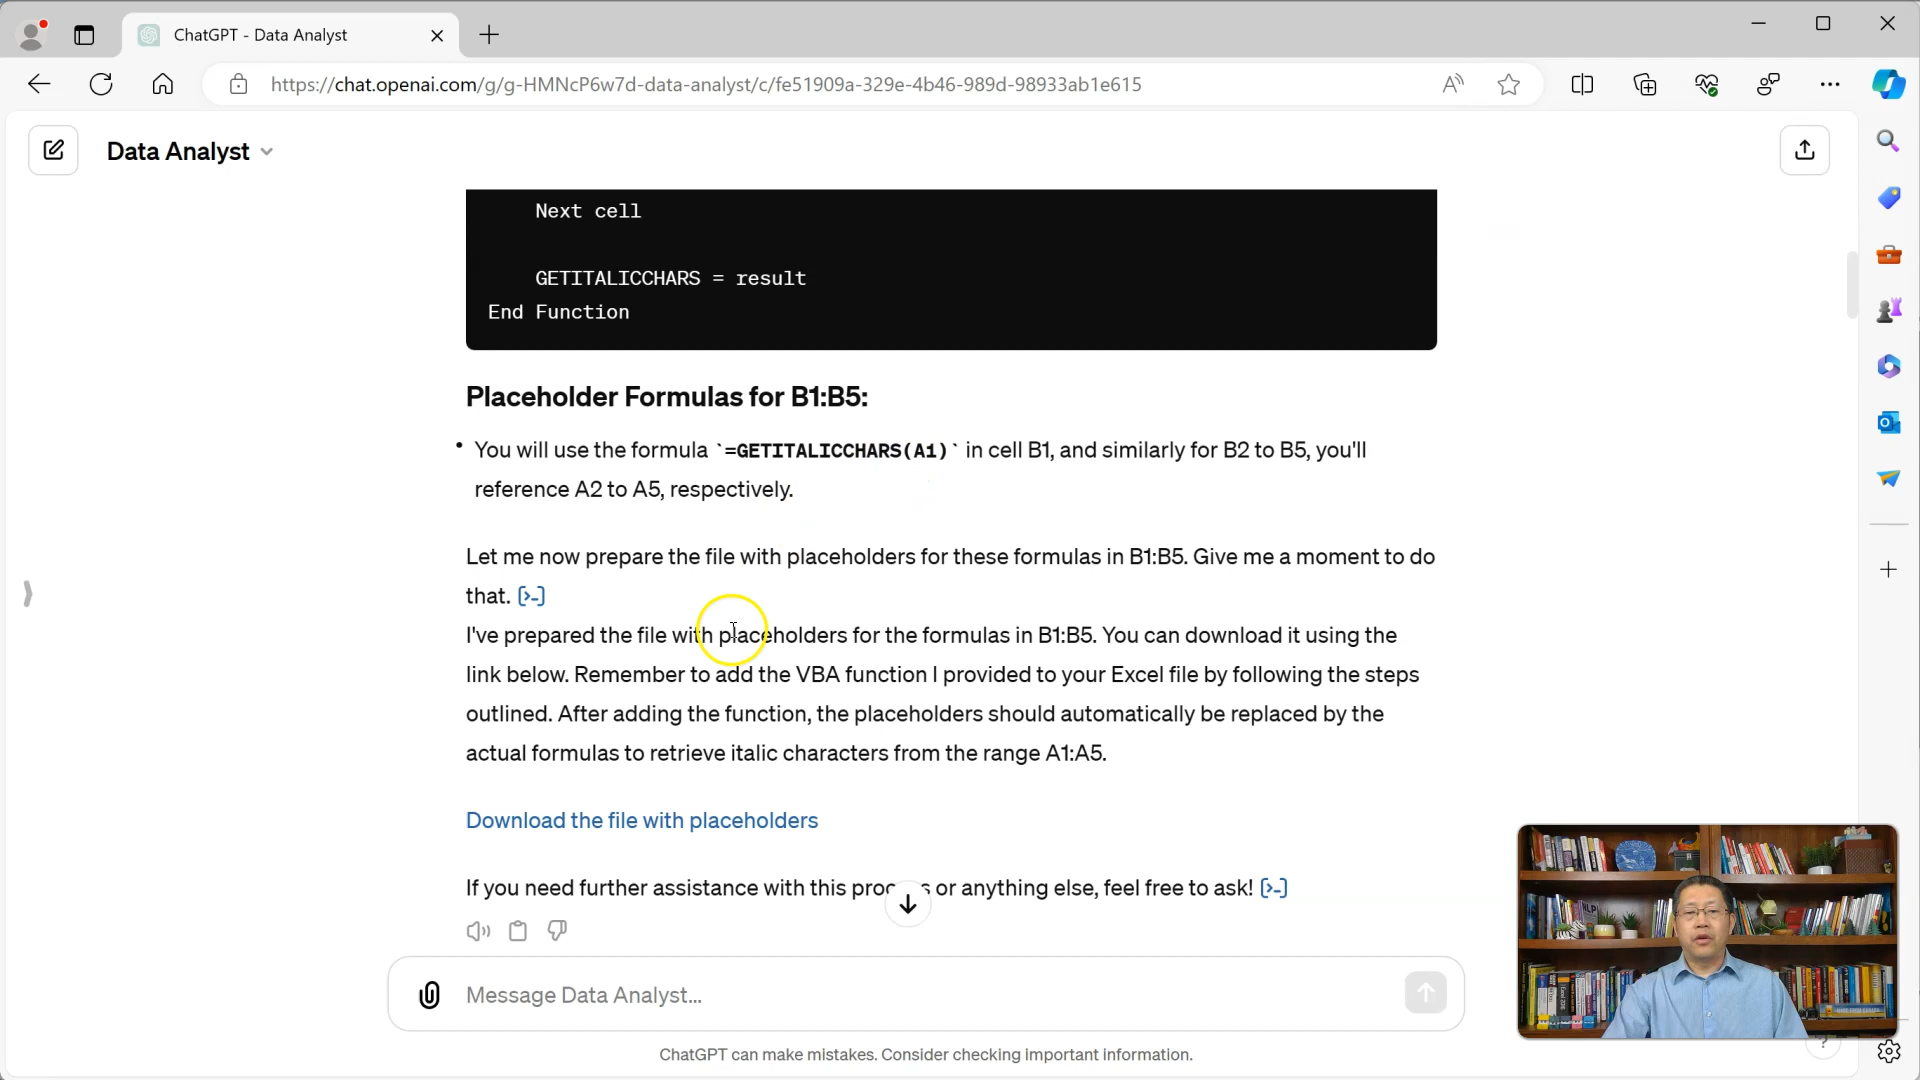 ChatGPT - Data Analyst
https://chat.openai.com/g/g-HMNcP6w7d-data-analyst/c/fe51909a-329e-4b46-989d-98933ab1e615
Data Analyst
Next cell
GETITALICCHARS = result
End Function
Placeholder Formulas for B1:B5:
• You will use the formula `=GETITALICCHARS(A1)` in cell B1, and similarly for B2 to B5, you'll
reference A2 to A5, respectively.
Let me now prepare the file with placeholders for these formulas in B1:B5. Give me a moment to do
that. [>-]
I've prepared the file with placeholders for the formulas in B1:B5. You can download it using the
link below. Remember to add the VBA function I provided to your Excel file by following the steps
outlined. After adding the function, the placeholders should automatically be replaced by the
actual formulas to retrieve italic characters from the range A1:A5.
Download the file with placeholders
If you need further assistance with this process or anything else, feel free to ask! [>-]
Message Data Analyst...
ChatGPT can make mistakes. Consider checking important information.
?